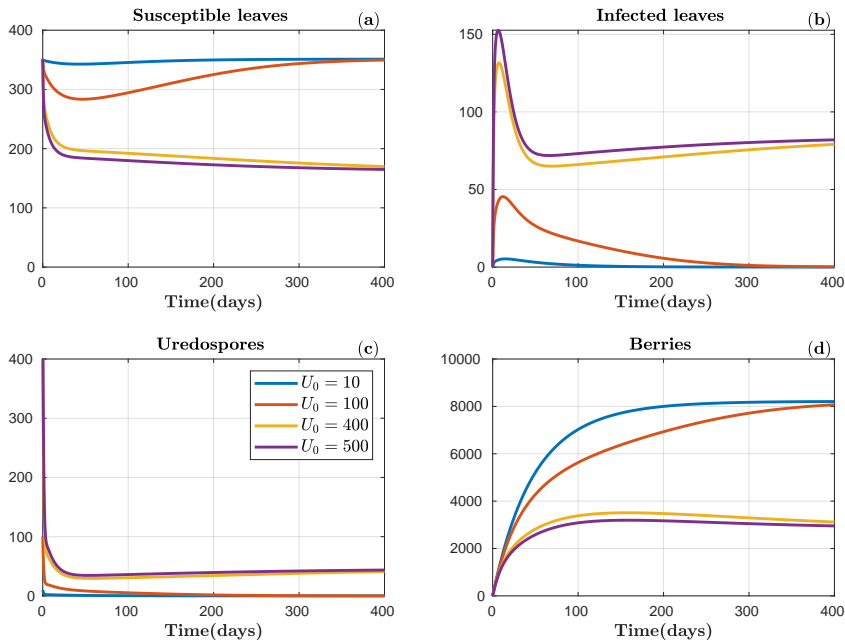 Susceptible leaves (a)
400
300
200
100
0
0 100 200 300 400
Time(days)
Infected leaves (b)
150
100
50
0
0 100 200 300 400
Time(days)
Uredospores (c)
400
300
200
100
0
0 100 200 300 400
Time(days)
U₀ = 10
U₀ = 100
U₀ = 400
U₀ = 500
Berries (d)
10000
8000
6000
4000
2000
0
0 100 200 300 400
Time(days)